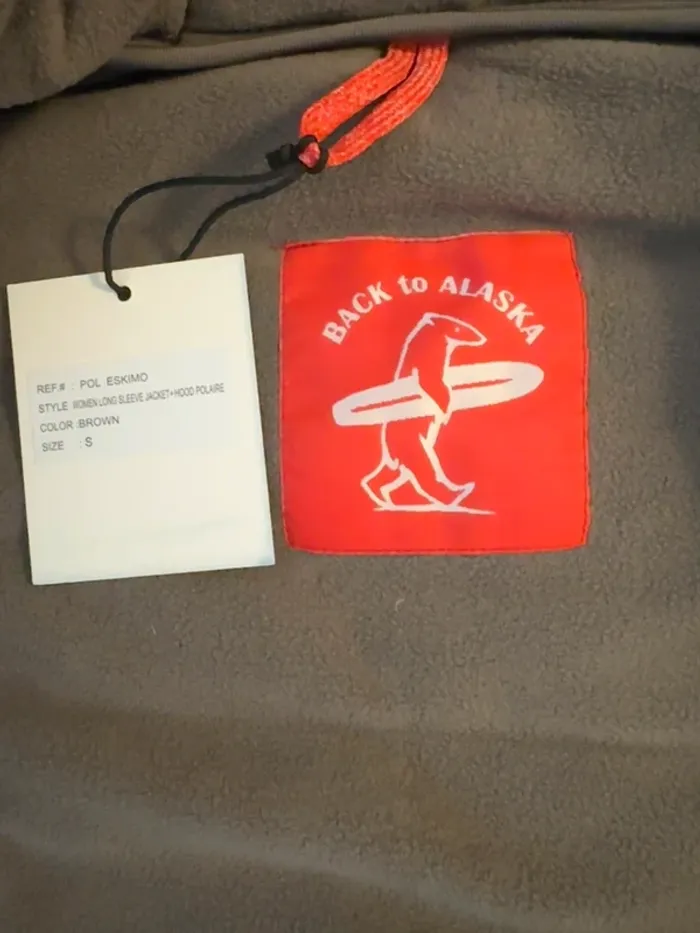 BACK to ALASKA
REF# : POL ESKIMO
STYLE WOMEN LONG SLEEVE JACKET+HOOD POLAIRE
COLOR :BROWN
SIZE : S